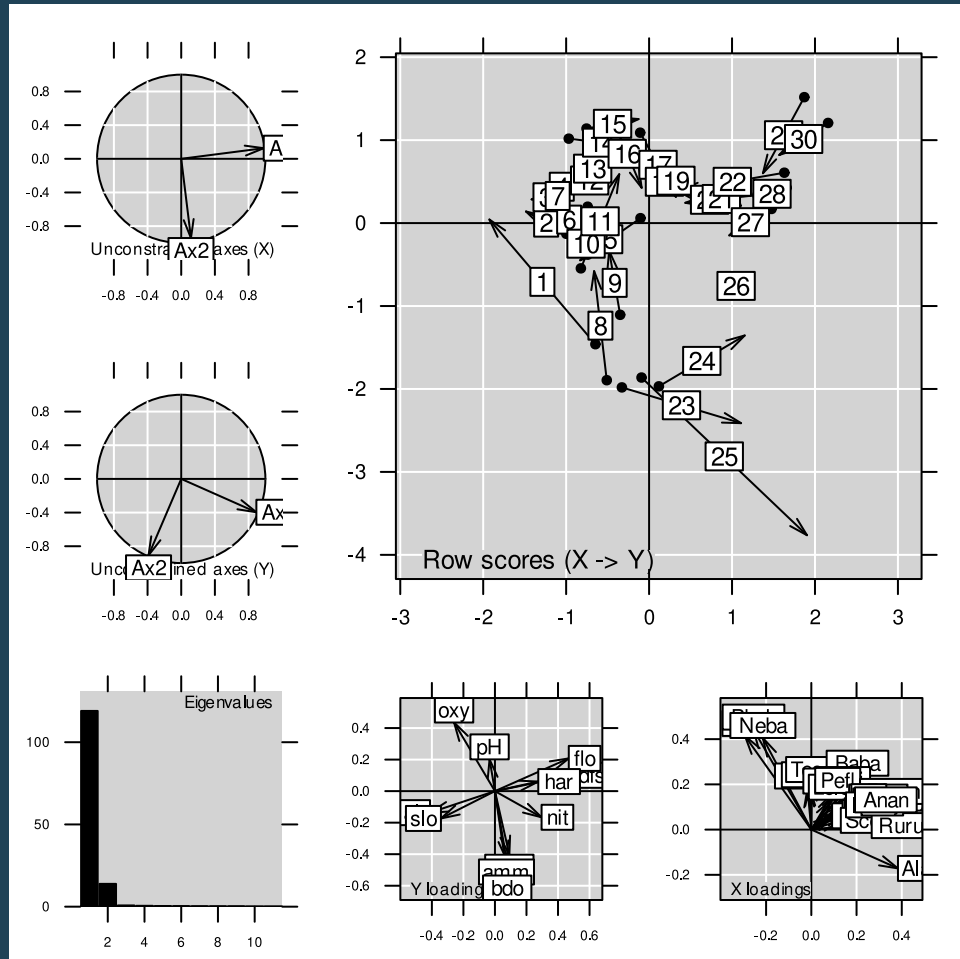 0.8
0.4
0.0
-0.4
-0.8
A
Ax2
Unconstra axes (X)
-0.8 -0.4 0.0 0.4 0.8
0.8
0.4
0.0
-0.4
-0.8
Ax
Ax2
Unc ined axes (Y)
-0.8 -0.4 0.0 0.4 0.8
2
1
0
-1
-2
-3
-4
15
16
13
17
19
30
22
28
7
2
6
11
27
10
5
1
9
26
8
24
23
25
Row scores (X -> Y)
-3 -2 -1 0 1 2 3
Eigenvalues
100
50
0
2 4 6 8 10
0.4
0.2
0.0
-0.2
-0.4
-0.6
oxy
pH
flo
har
dis
slo
nit
amm
bdo
Y loading
-0.4 -0.2 0.0 0.2 0.4 0.6
0.4
0.2
0.0
-0.2
Neba
Baba
Pefl
Anan
Sc
Ruru
Al
X loadings
-0.2 0.0 0.2 0.4